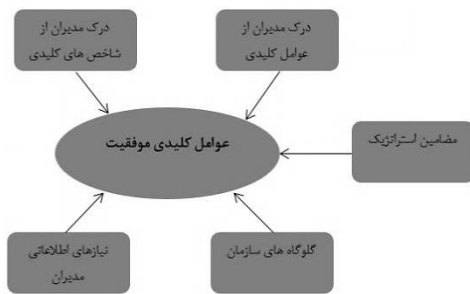 درک مدیران از
عوامل کلیدی
درک مدیران از
شاخص های کلیدی
عوامل کلیدی موفقیت
مضامین استراتژیک
گلوگاه های سازمان
نیازهای اطلاعاتی
مدیران